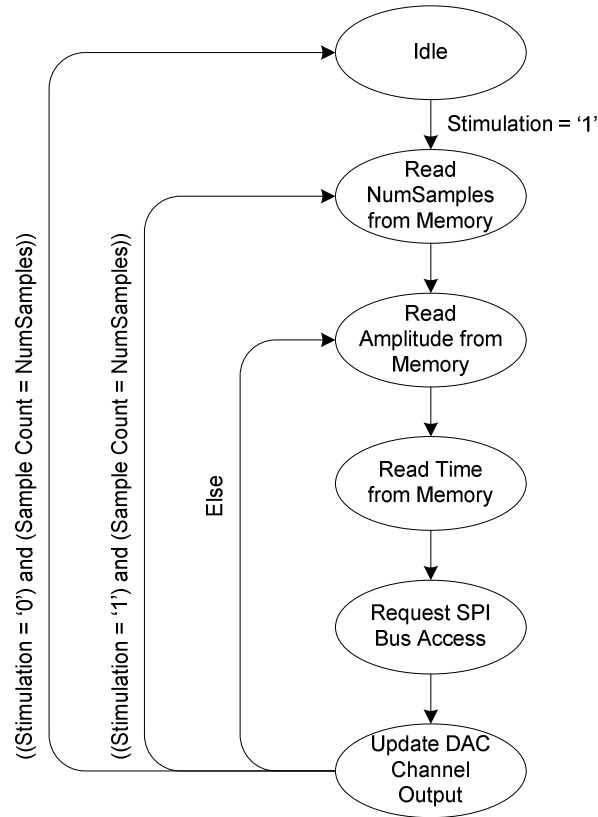 Idle
Stimulation = ‘1’
Read
NumSamples
from Memory
Read
Amplitude from
Memory
Read Time
from Memory
Request SPI
Bus Access
Update DAC
Channel
Output
((Stimulation = ‘0’) and (Sample Count = NumSamples))
((Stimulation = ‘1’) and (Sample Count = NumSamples))
Else